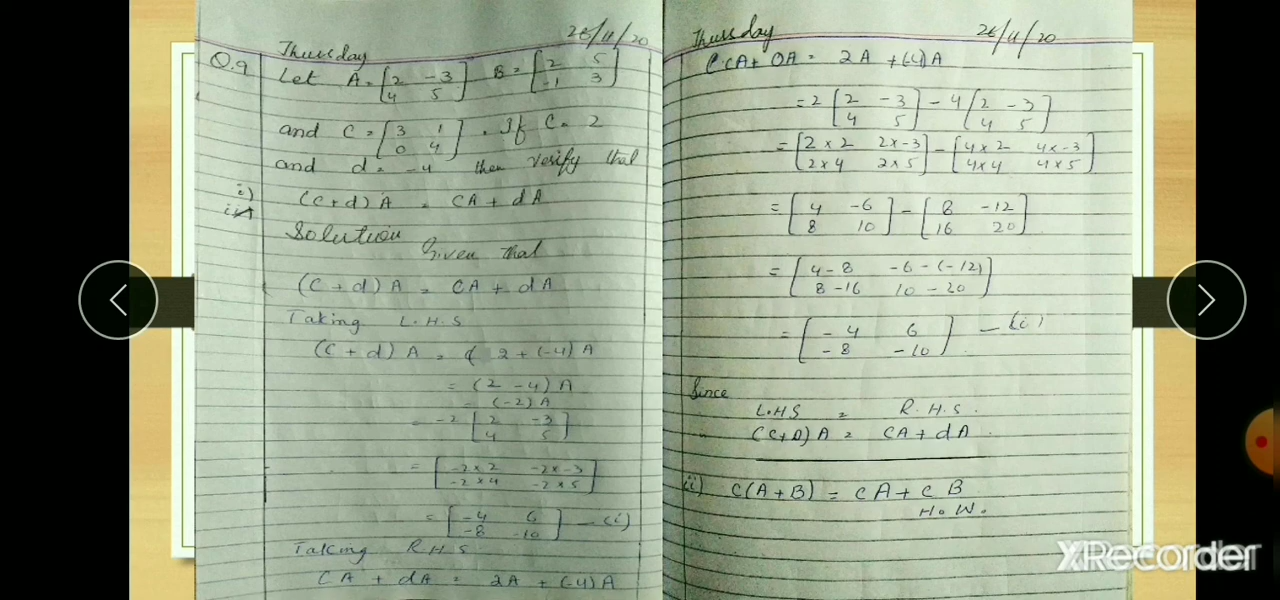 Thursday 26/11/20
Q.9 Let A = [2 -3 B = [2 5
4 5] -1 3]
and C = [3 1 . If C = 2
0 4]
and d = -4 then verify that
i) (C+d)A = CA + dA
Solution
Given that
(C + d) A = CA + dA
Taking L.H.S
(C + d) A = ( 2 + (-4) A
= (2 - 4) A
= (-2) A
= -2 [2 -3
4 5]
= [-2×2 -2×-3
-2×4 -2×5]
= [-4 6 — (i)
-8 -10]
Taking R.H.S
CA + dA = 2A + (-4) A
Thursday 26/11/20
CA + DA = 2A + (-4) A
= 2 [2 -3 - 4 [2 -3
4 5] 4 5]
= [2×2 2×-3 - [4×2 4×-3
2×4 2×5] 4×4 4×5]
= [4 -6 - [8 -12
8 10] 16 20]
= [4-8 -6-(-12)
8-16 10-20]
= [-4 6 — (i)
-8 -10]
Since
L.H.S = R.H.S.
(C+D) A = CA + dA
ii) C(A+B) = CA + CB
H.W.
XRecorder